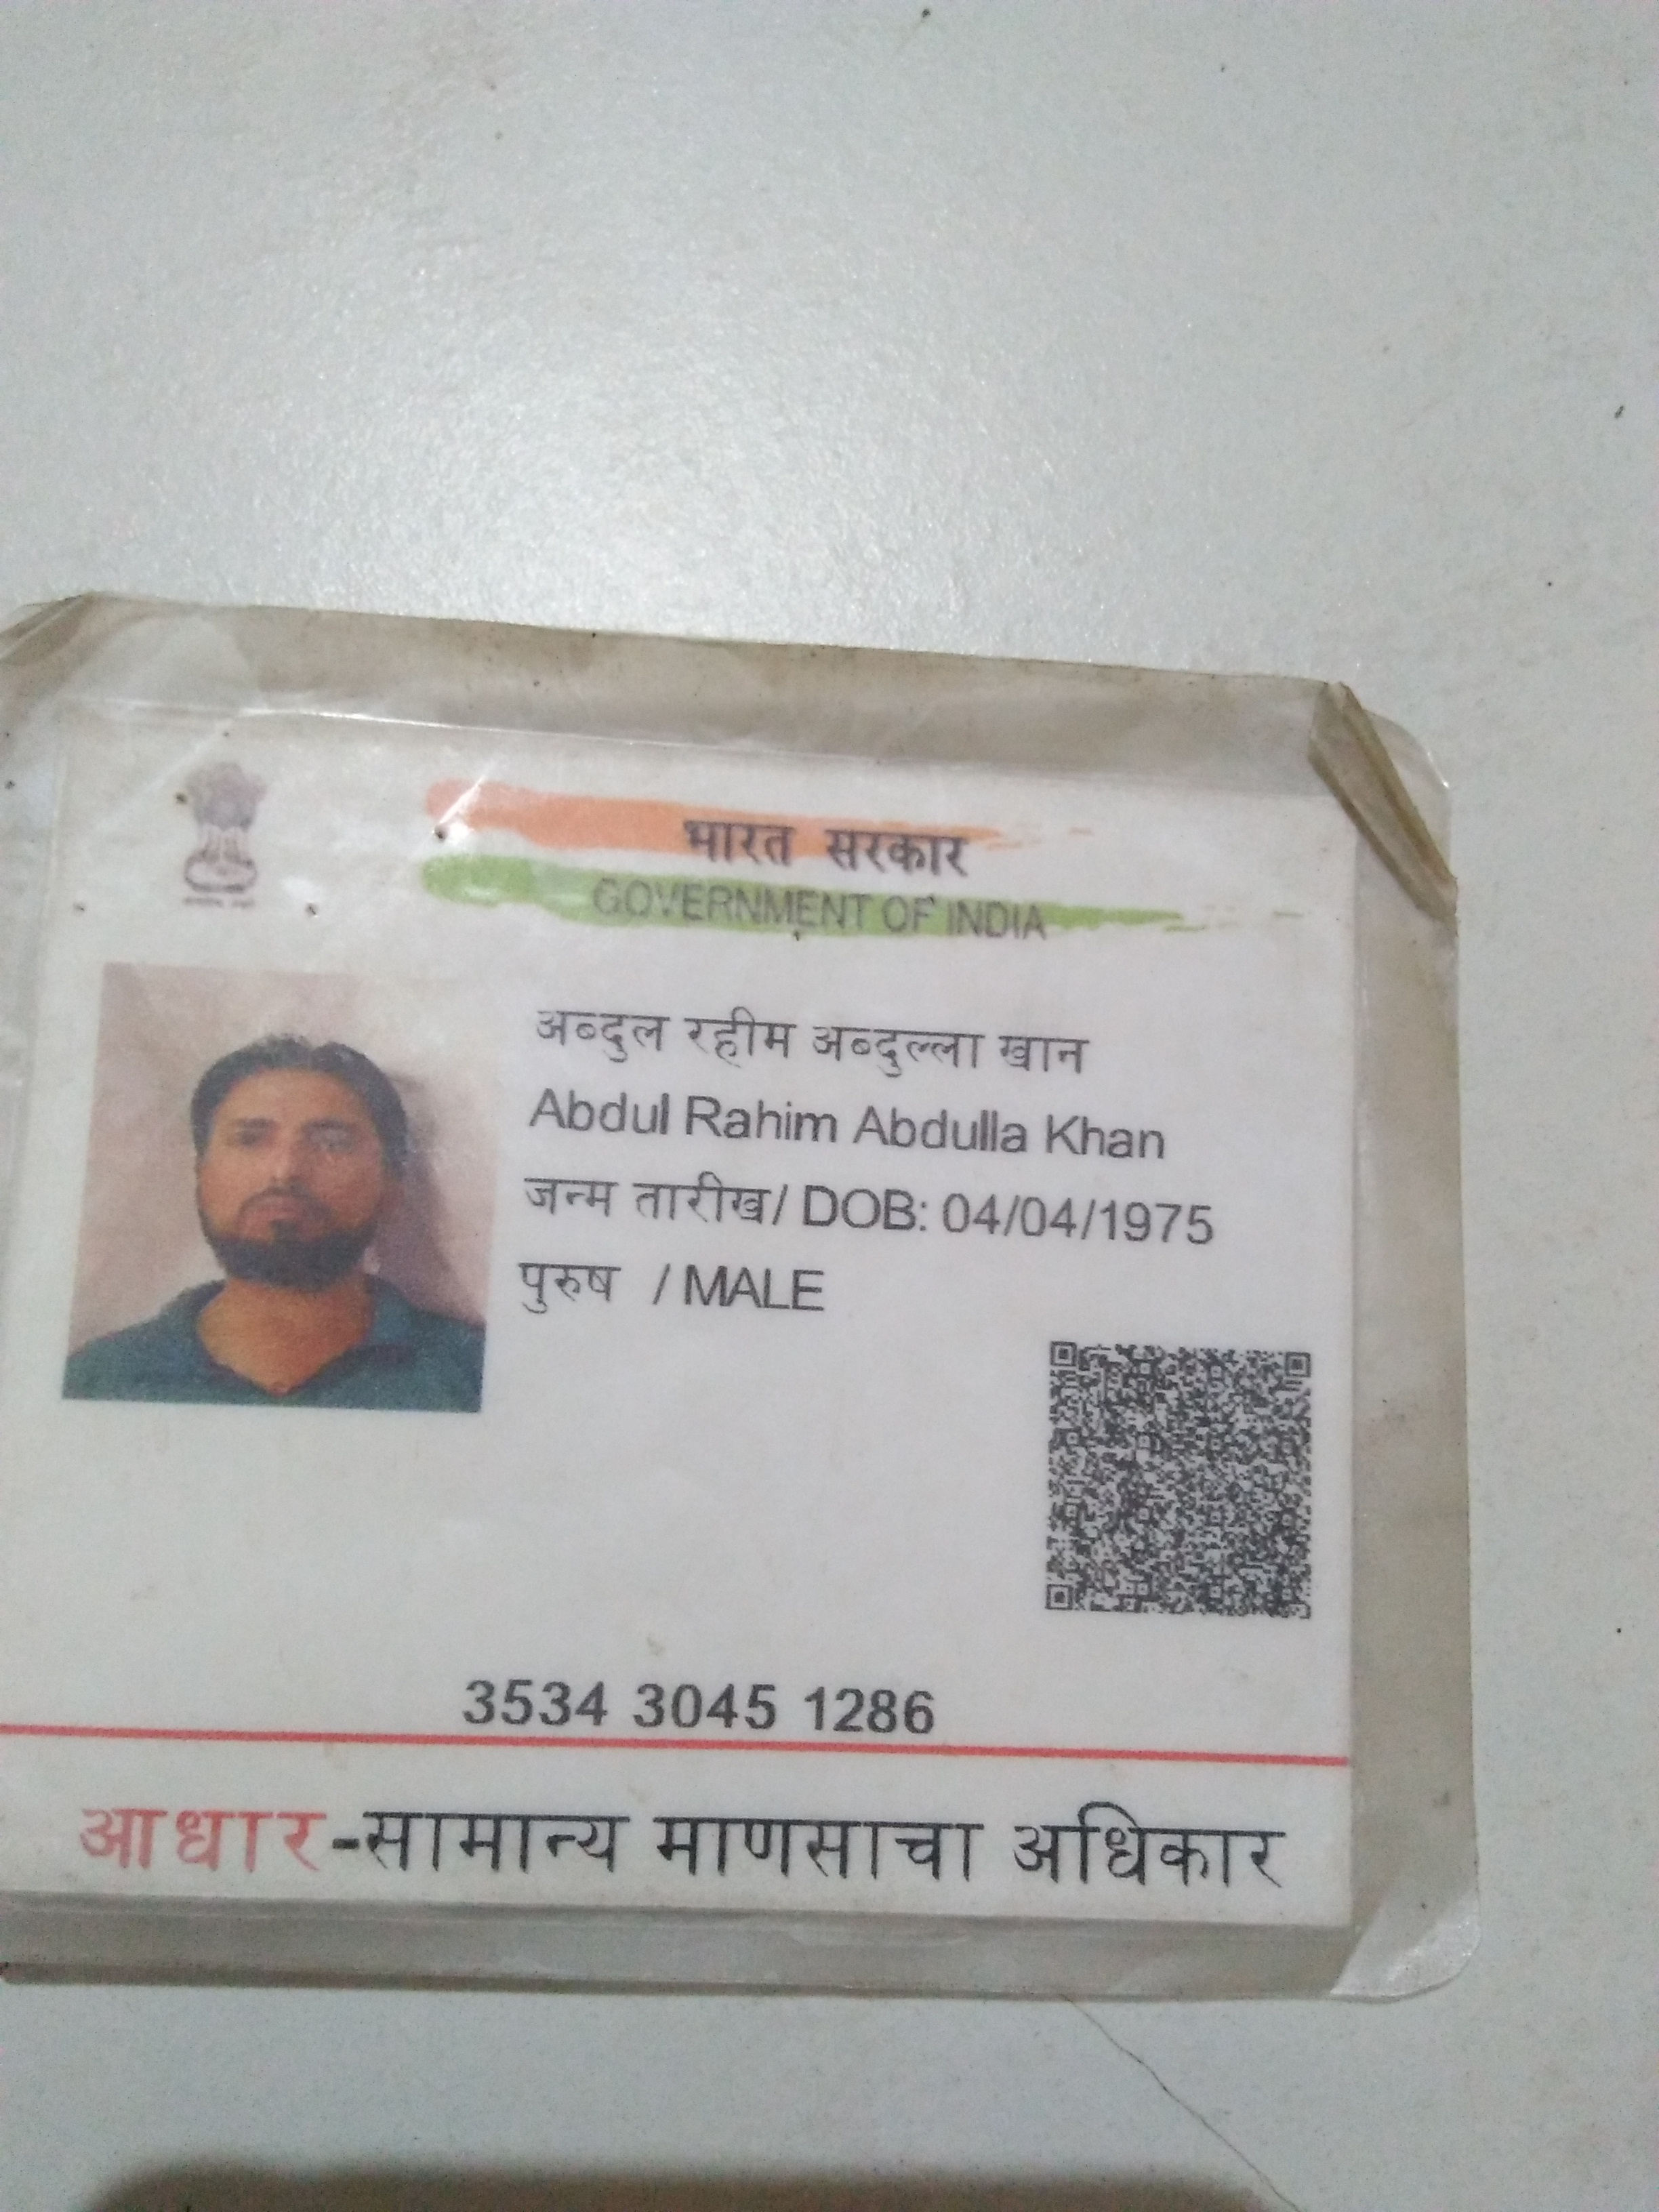 भारत सरकार
GOVERNMENT OF INDIA
अब्दुल रहीम अब्दुल्ला खान
Abdul Rahim Abdulla Khan
जन्म तारीख/ DOB: 04/04/1975
पुरुष / MALE
3534 3045 1286
आधार-सामान्य माणसाचा अधिकार